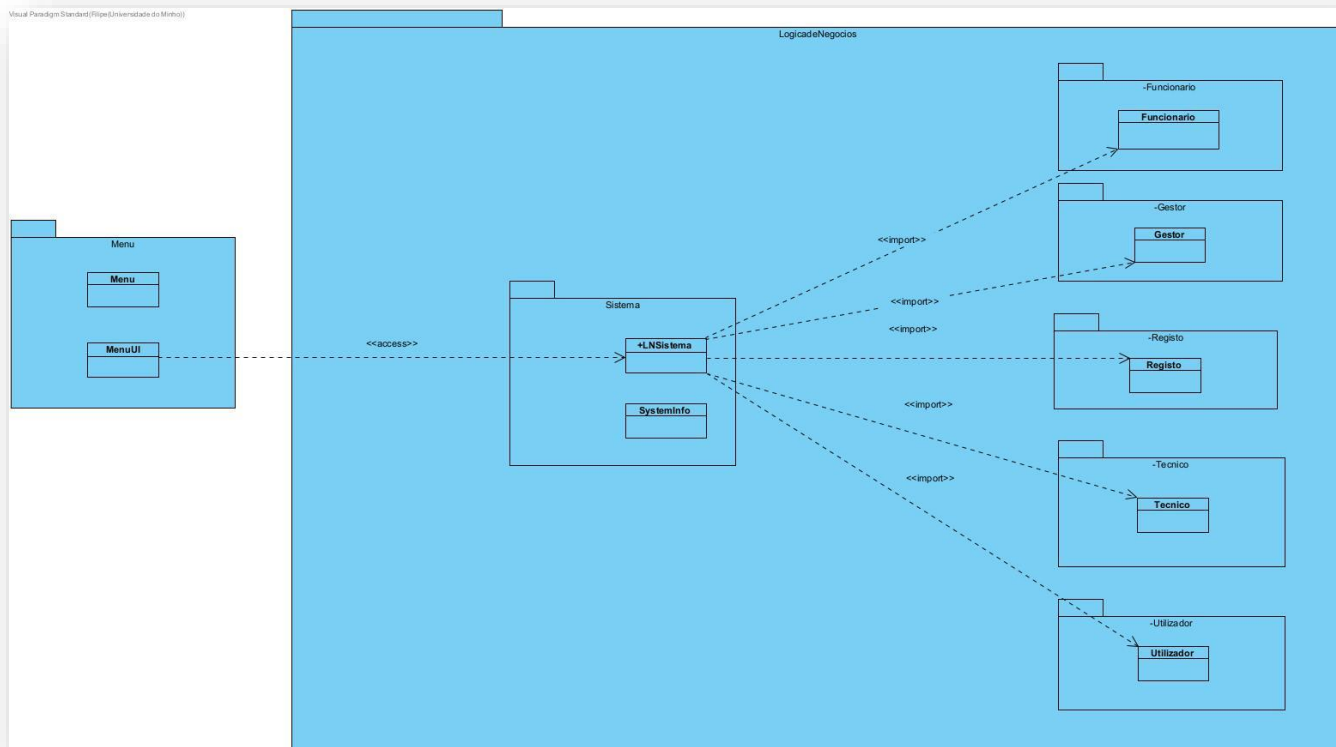 Visual Paradigm Standard(Filipe(Universidade do Minho))
LogicadeNegocios
-Funcionario
Funcionario
-Gestor
Gestor
<<import>>
Menu
Menu
MenuUI
<<access>>
Sistema
+LNSistema
SystemInfo
<<import>>
<<import>>
-Registo
Registo
<<import>>
-Tecnico
Tecnico
<<import>>
-Utilizador
Utilizador